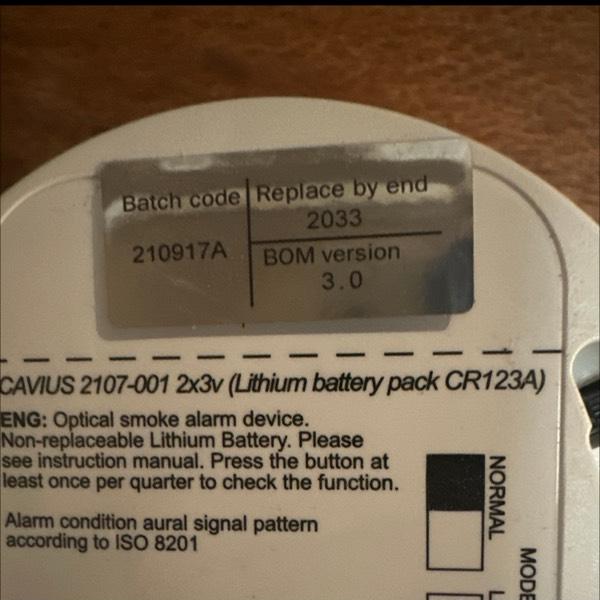 Batch code
210917A
Replace by end
2033
BOM version
3.0
CAVIUS 2107-001 2x3v (Lithium battery pack CR123A)
ENG: Optical smoke alarm device.
Non-replaceable Lithium Battery. Please
see instruction manual. Press the button at
least once per quarter to check the function.
Alarm condition aural signal pattern
according to ISO 8201
NORMAL
MODE